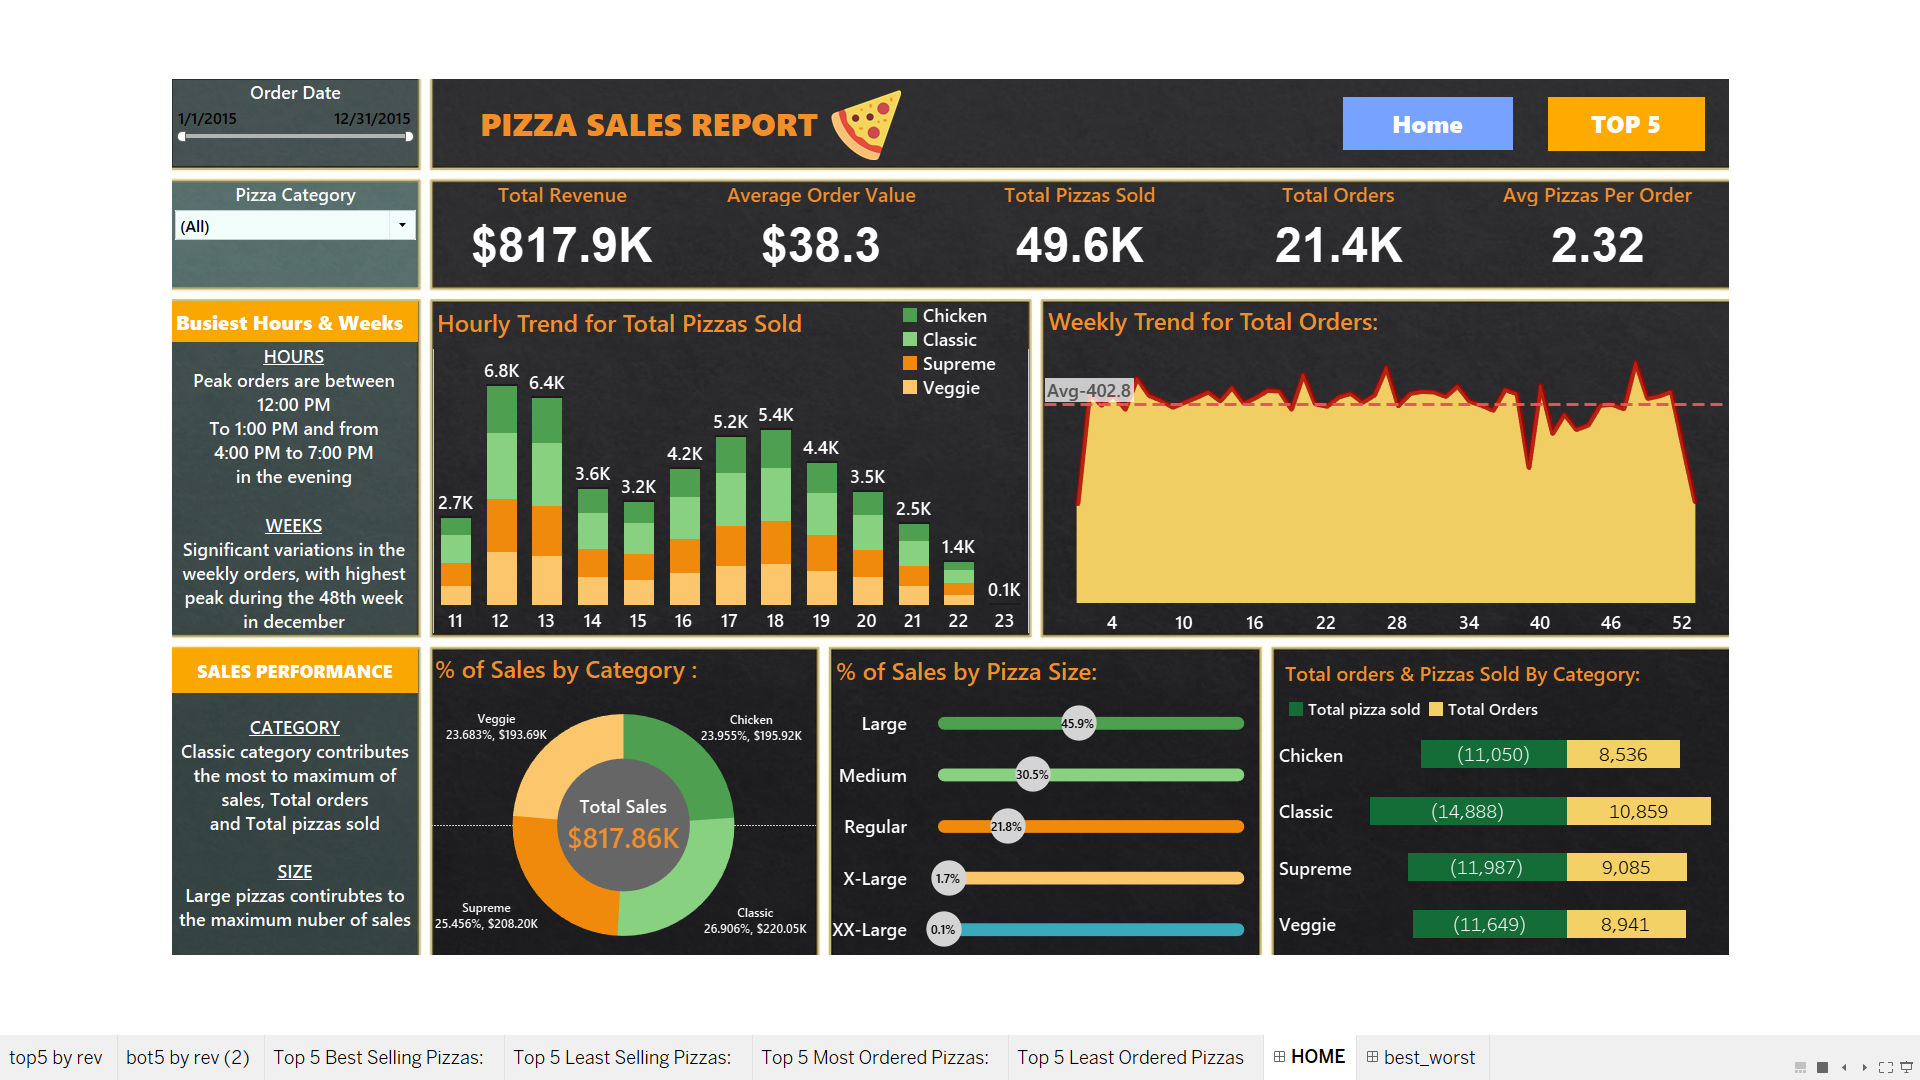 Order Date
1/1/2015 12/31/2015
PIZZA SALES REPORT
Home
TOP 5
Pizza Category
(All)
Total Revenue
$817.9K
Average Order Value
$38.3
Total Pizzas Sold
49.6K
Total Orders
21.4K
Avg Pizzas Per Order
2.32
Busiest Hours & Weeks
HOURS
Peak orders are between
12:00 PM
To 1:00 PM and from
4:00 PM to 7:00 PM
in the evening
WEEKS
Significant variations in the
weekly orders, with highest
peak during the 48th week
in december
Hourly Trend for Total Pizzas Sold
Chicken
Classic
Supreme
Veggie
2.7K
6.8K
6.4K
3.6K
3.2K
4.2K
5.2K
5.4K
4.4K
3.5K
2.5K
1.4K
0.1K
11 12 13 14 15 16 17 18 19 20 21 22 23
Weekly Trend for Total Orders:
Avg-402.8
4 10 16 22 28 34 40 46 52
SALES PERFORMANCE
CATEGORY
Classic category contributes
the most to maximum of
sales, Total orders
and Total pizzas sold
SIZE
Large pizzas contirubtes to
the maximum nuber of sales
% of Sales by Category :
Veggie
23.683%, $193.69K
Chicken
23.955%, $195.92K
Total Sales
$817.86K
Supreme
25.456%, $208.20K
Classic
26.906%, $220.05K
% of Sales by Pizza Size:
Large 45.9%
Medium 30.5%
Regular 21.8%
X-Large 1.7%
XX-Large 0.1%
Total orders & Pizzas Sold By Category:
Total pizza sold Total Orders
Chicken (11,050) 8,536
Classic (14,888) 10,859
Supreme (11,987) 9,085
Veggie (11,649) 8,941
top5 by rev bot5 by rev (2) Top 5 Best Selling Pizzas: Top 5 Least Selling Pizzas: Top 5 Most Ordered Pizzas: Top 5 Least Ordered Pizzas HOME best_worst